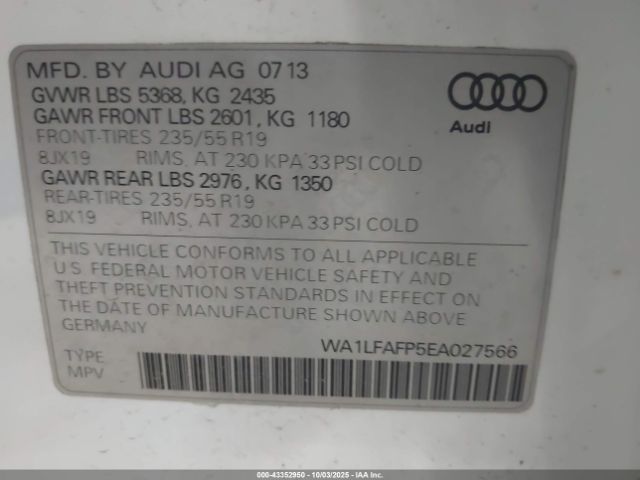 MFD. BY AUDI AG 07 13
GVWR LBS 5368, KG 2435
GAWR FRONT LBS 2601, KG 1180
FRONT-TIRES 235/55 R19
8JX19 RIMS, AT 230 KPA 33 PSI COLD
GAWR REAR LBS 2976, KG 1350
REAR-TIRES 235/55 R19
8JX19 RIMS, AT 230 KPA 33 PSI COLD
Audi
THIS VEHICLE CONFORMS TO ALL APPLICABLE
U.S. FEDERAL MOTOR VEHICLE SAFETY AND
THEFT PREVENTION STANDARDS IN EFFECT ON
THE DATE OF MANUFACTURE SHOWN ABOVE
GERMANY
WA1LFAFP5EA027566
TYPE
MPV
000-43352950 - 10/03/2025 - IAA Inc.